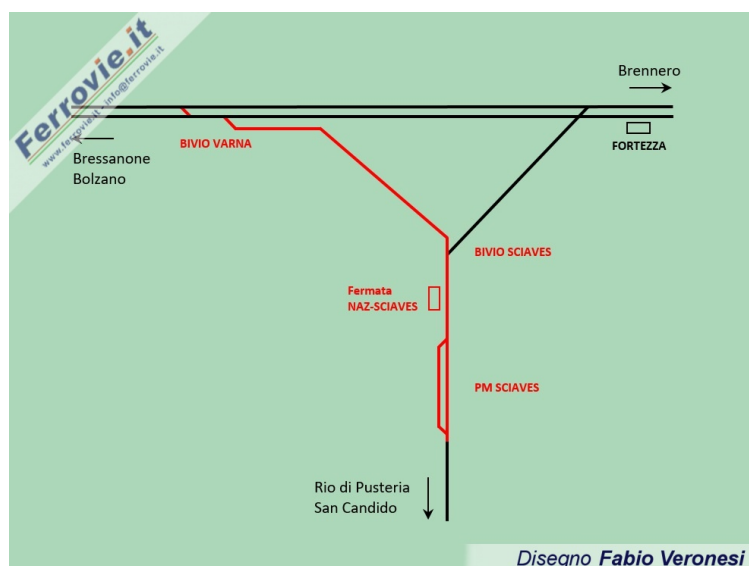 Ferrovie.it
www.ferrovie.it - info@ferrovie.it
Brennero
BIVIO VARNA
FORTEZZA
Bressanone
Bolzano
BIVIO SCIAVES
Fermata
NAZ-SCIAVES
PM SCIAVES
Rio di Pusteria
San Candido
Disegno Fabio Veronesi